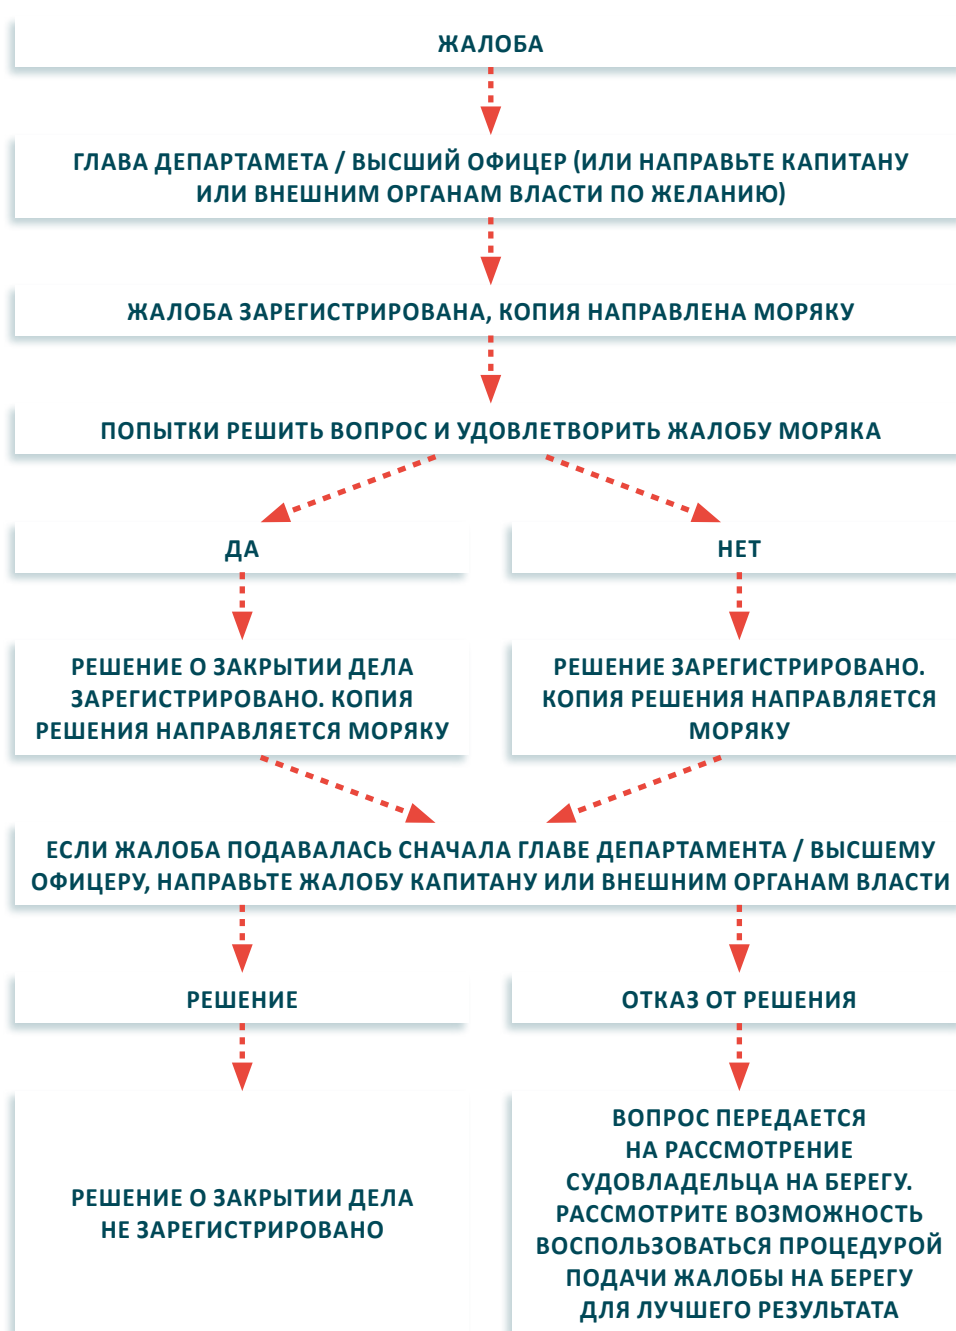 ЖАЛОБА
ГЛАВА ДЕПАРТАМЕТА / ВЫСШИЙ ОФИЦЕР (ИЛИ НАПРАВЬТЕ КАПИТАНУ
ИЛИ ВНЕШНИМ ОРГАНАМ ВЛАСТИ ПО ЖЕЛАНИЮ)
ЖАЛОБА ЗАРЕГИСТРИРОВАНА, КОПИЯ НАПРАВЛЕНА МОРЯКУ
ПОПЫТКИ РЕШИТЬ ВОПРОС И УДОВЛЕТВОРИТЬ ЖАЛОБУ МОРЯКА
ДА
НЕТ
РЕШЕНИЕ О ЗАКРЫТИИ ДЕЛА
ЗАРЕГИСТРИРОВАНО. КОПИЯ
РЕШЕНИЯ НАПРАВЛЯЕТСЯ МОРЯКУ
РЕШЕНИЕ ЗАРЕГИСТРИРОВАНО.
КОПИЯ РЕШЕНИЯ НАПРАВЛЯЕТСЯ
МОРЯКУ
ЕСЛИ ЖАЛОБА ПОДАВАЛАСЬ СНАЧАЛА ГЛАВЕ ДЕПАРТАМЕНТА / ВЫСШЕМУ
ОФИЦЕРУ, НАПРАВЬТЕ ЖАЛОБУ КАПИТАНУ ИЛИ ВНЕШНИМ ОРГАНАМ ВЛАСТИ
РЕШЕНИЕ
ОТКАЗ ОТ РЕШЕНИЯ
РЕШЕНИЕ О ЗАКРЫТИИ ДЕЛА
НЕ ЗАРЕГИСТРИРОВАНО
ВОПРОС ПЕРЕДАЕТСЯ
НА РАССМОТРЕНИЕ
СУДОВЛАДЕЛЬЦА НА БЕРЕГУ.
РАССМОТРИТЕ ВОЗМОЖНОСТЬ
ВОСПОЛЬЗОВАТЬСЯ ПРОЦЕДУРОЙ
ПОДАЧИ ЖАЛОБЫ НА БЕРЕГУ
ДЛЯ ЛУЧШЕГО РЕЗУЛЬТАТА